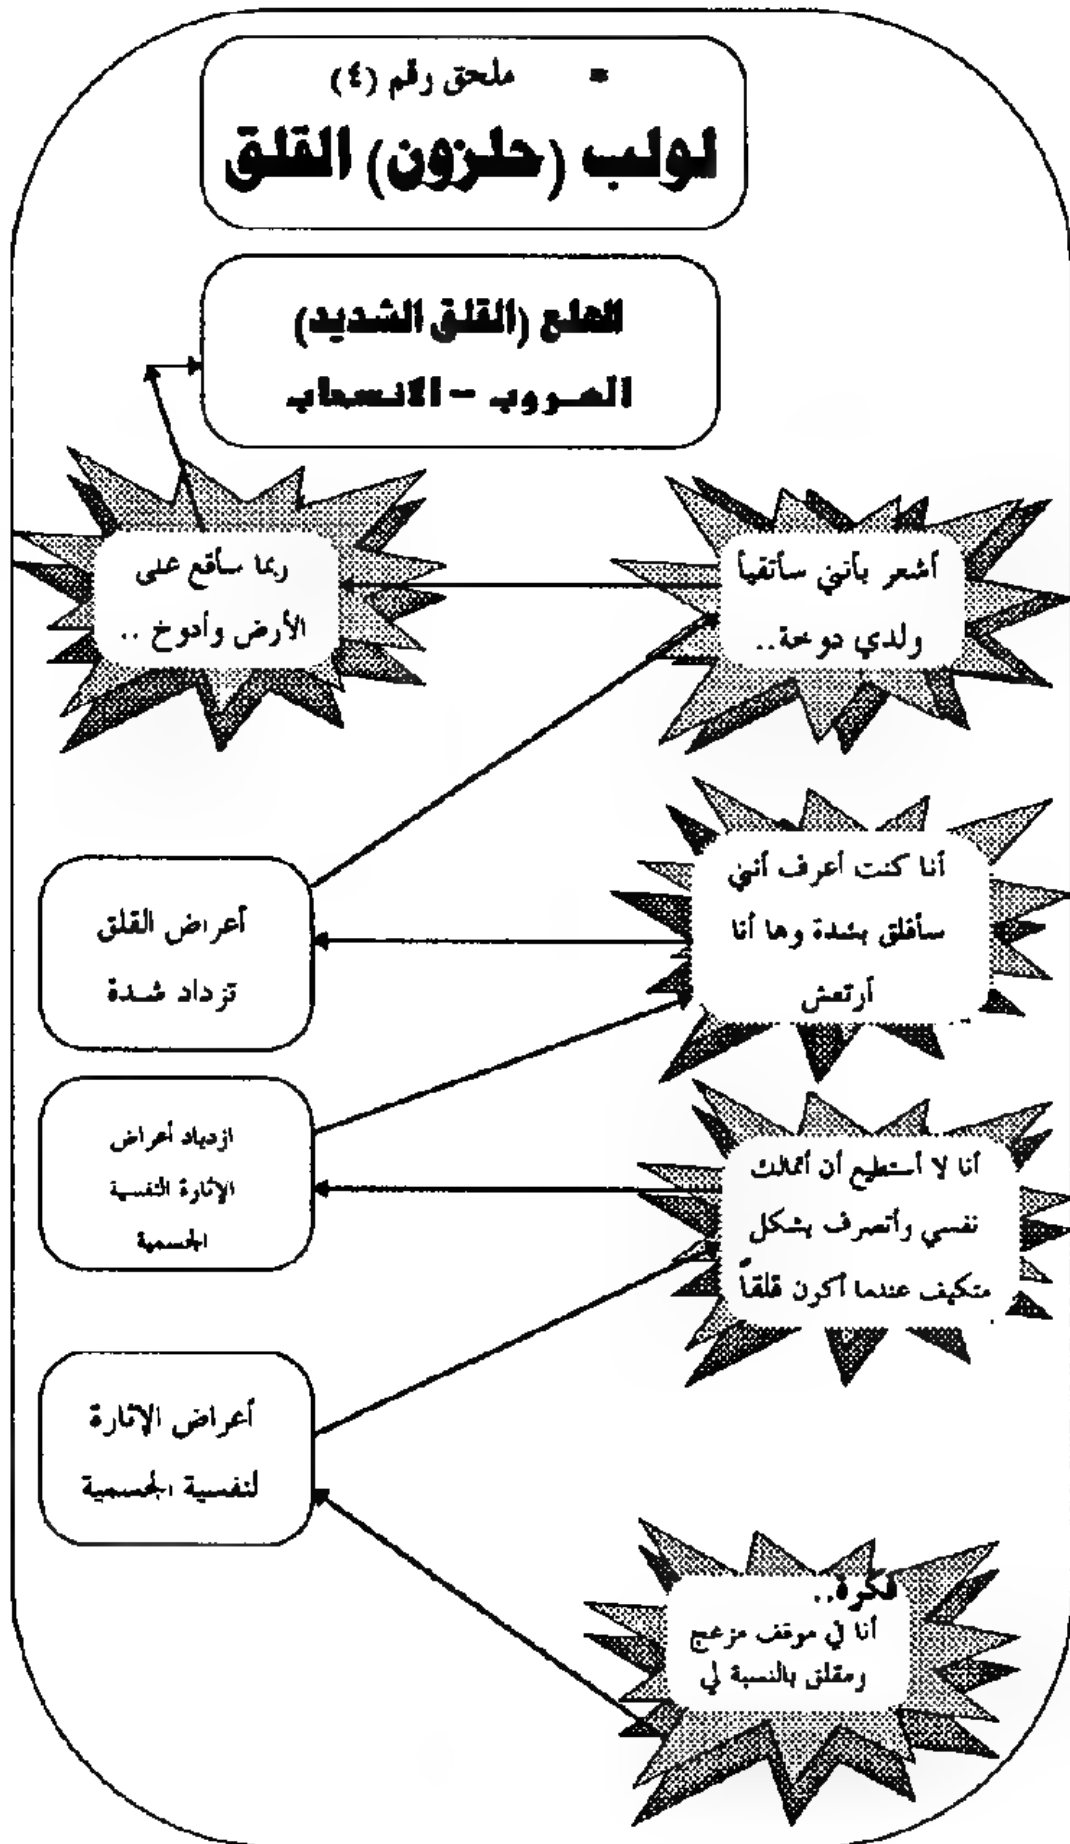 ملحق رقم (٤)
لولب (حلزون) القلق
الهلع (القلق الشديد)
الهروب – الانسحاب
أشعر بأنني سأتقيأ
ولدي دوخة..
ربما سأقع على
الأرض وأدوخ ..
أنا كنت أعرف أنني
سأقلق بشدة وها أنا
أرتعش
أعراض القلق
تزداد شدة
ازدياد أعراض
الإثارة النفسية
الجسمية
أنا لا أستطيع أن أتمالك
نفسي وأتصرف بشكل
متكيف عندما أكون قلقاً
أعراض الإثارة
لنفسية الجسمية
فكرة..
أنا في موقف مزعج
ومقلق بالنسبة لي